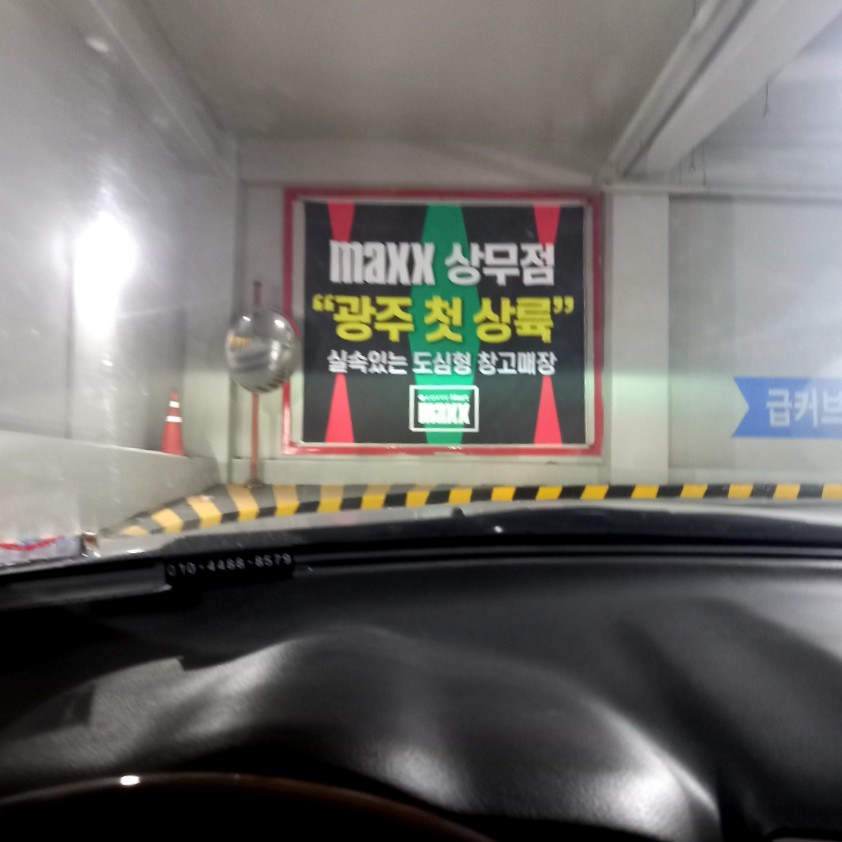 maxx 상무점
“광주 첫 상륙”
실속있는 도심형 창고매장
maxx
급커브
010-4488-8579